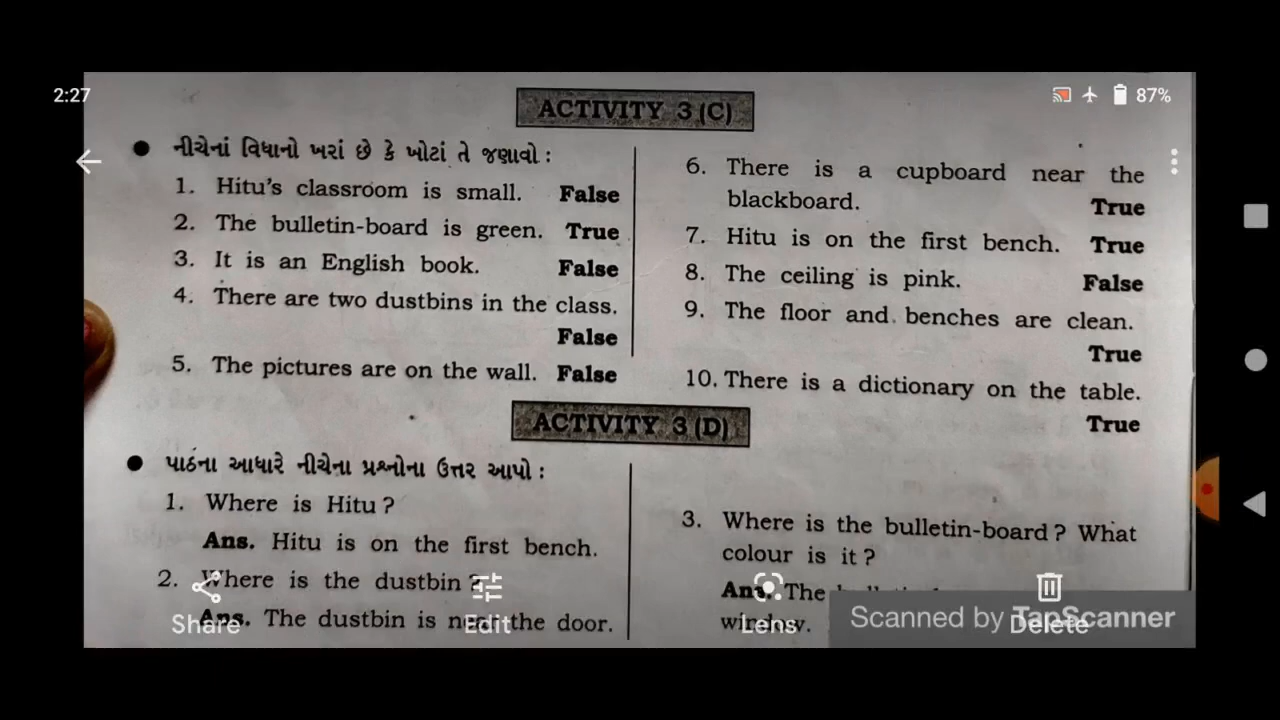 2:27
87%
ACTIVITY 3 (C)
● નીચેનાં વિધાનો ખરાં છે કે ખોટાં તે જણાવો :
1. Hitu's classroom is small. False
2. The bulletin-board is green. True
3. It is an English book. False
4. There are two dustbins in the class.
False
5. The pictures are on the wall. False
6. There is a cupboard near the
blackboard. True
7. Hitu is on the first bench. True
8. The ceiling is pink. False
9. The floor and benches are clean.
True
10. There is a dictionary on the table.
True
ACTIVITY 3 (D)
● પાઠના આધારે નીચેના પ્રશ્નોના ઉત્તર આપો :
1. Where is Hitu ?
Ans. Hitu is on the first bench.
2. Where is the dustbin ?
Ans. The dustbin is near the door.
3. Where is the bulletin-board ? What
colour is it ?
Ans. The
window.
Scanned by TapScanner
Share Edit Lens Delete